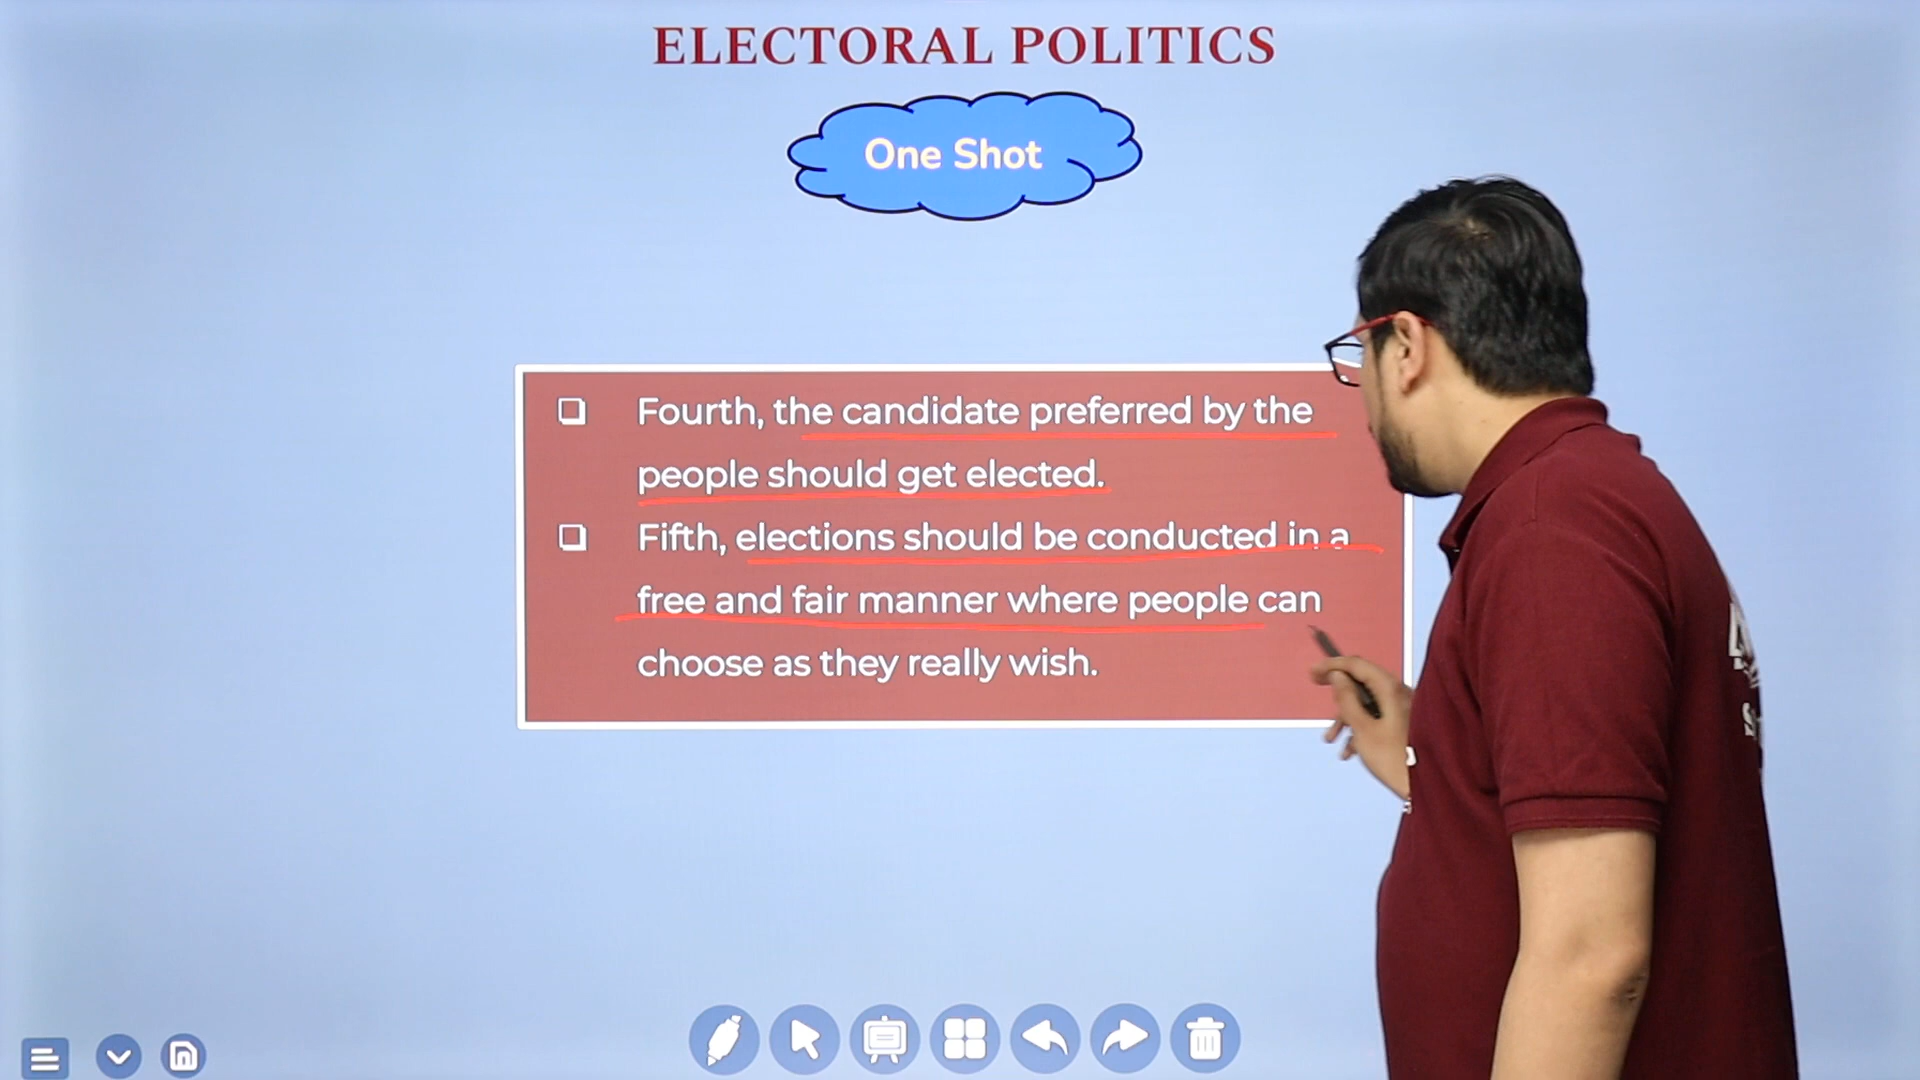 ELECTORAL POLITICS
One Shot
Fourth, the candidate preferred by the
people should get elected.
Fifth, elections should be conducted in a
free and fair manner where people can
choose as they really wish.